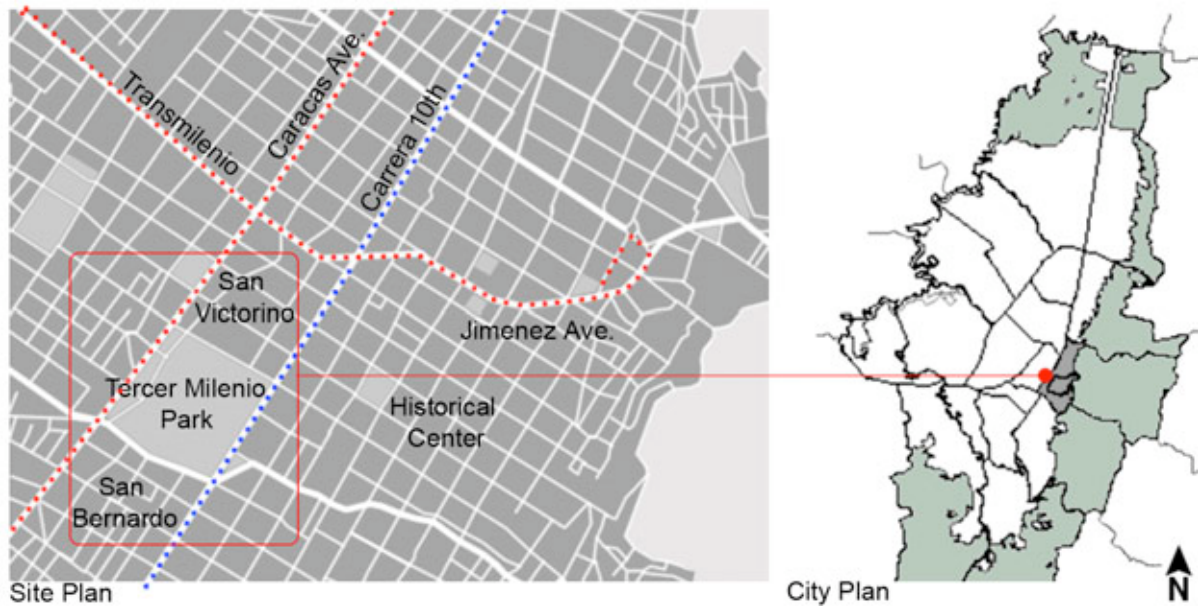 Transmilenio
Caracas Ave.
Carrera 10th
San
Victorino
Jimenez Ave.
Tercer Milenio
Park
Historical
Center
San
Bernardo
Site Plan
City Plan
N